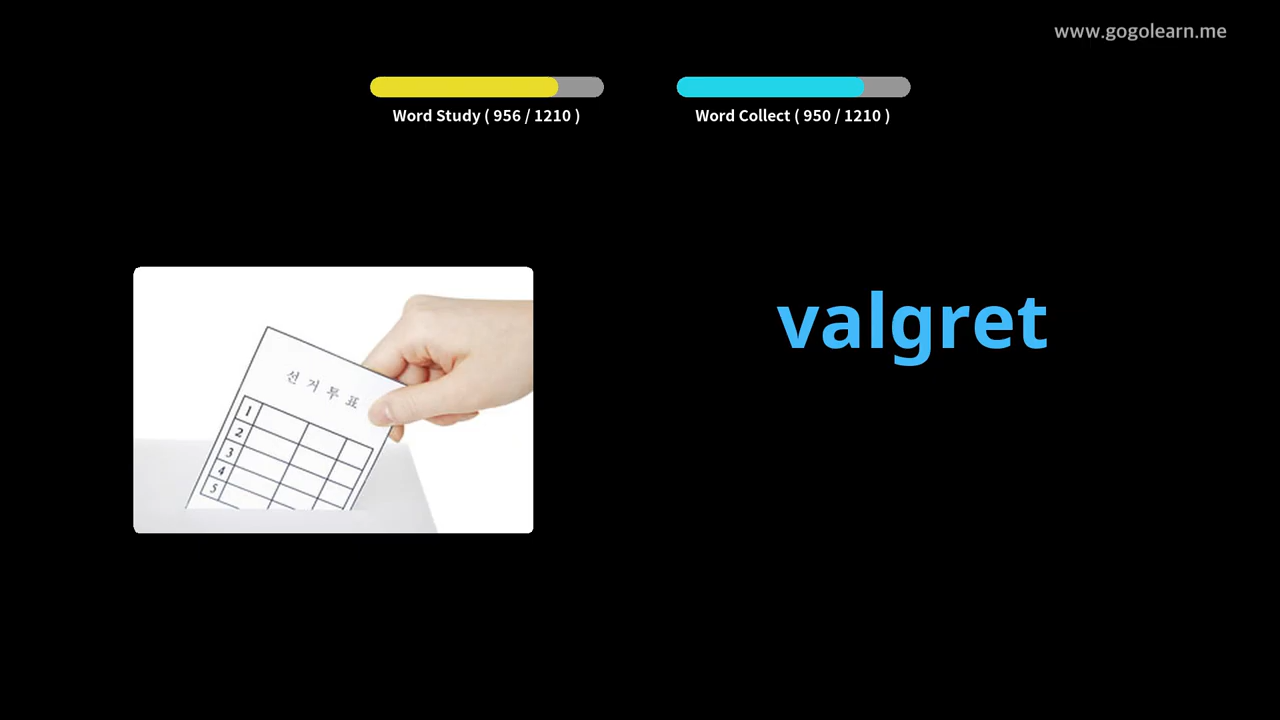 www.gogolearn.me
Word Study ( 956 / 1210 )
Word Collect ( 950 / 1210 )
valgret
선거투표
1
2
3
4
5